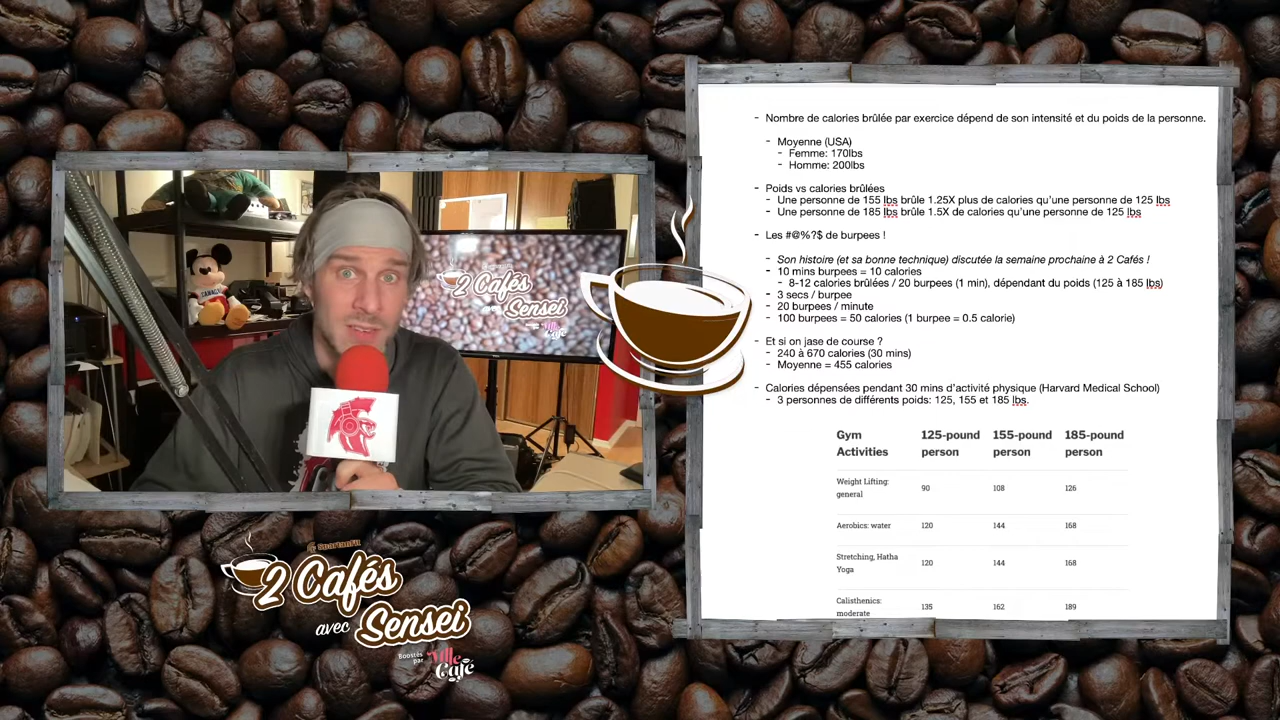 Nombre de calories brûlée par exercice dépend de son intensité et du poids de la personne.
- Moyenne (USA)
- Femme: 170lbs
- Homme: 200lbs
- Poids vs calories brûlées
- Une personne de 155 lbs brûle 1.25X plus de calories qu'une personne de 125 lbs
- Une personne de 185 lbs brûle 1.5X de calories qu'une personne de 125 lbs
- Les #@%?$ de burpees !
- Son histoire (et sa bonne technique) discutée la semaine prochaine à 2 Cafés !
- 10 mins burpees = 10 calories
- 8-12 calories brûlées / 20 burpees (1 min), dépendant du poids (125 à 185 lbs)
- 3 secs / burpee
- 20 burpees / minute
- 100 burpees = 50 calories (1 burpee = 0.5 calorie)
- Et si on jase de course ?
- 240 à 670 calories (30 mins)
- Moyenne = 455 calories
- Calories dépensées pendant 30 mins d'activité physique (Harvard Medical School)
- 3 personnes de différents poids: 125, 155 et 185 lbs.
Gym Activities 125-pound person 155-pound person 185-pound person
Weight Lifting: general 90 108 126
Aerobics: water 120 144 168
Stretching, Hatha Yoga 120 144 168
Calisthenics: moderate 135 162 189
2 Cafés
Sensei
SpartanFit
2 Cafés
avec Sensei
Boostés par Ville Café